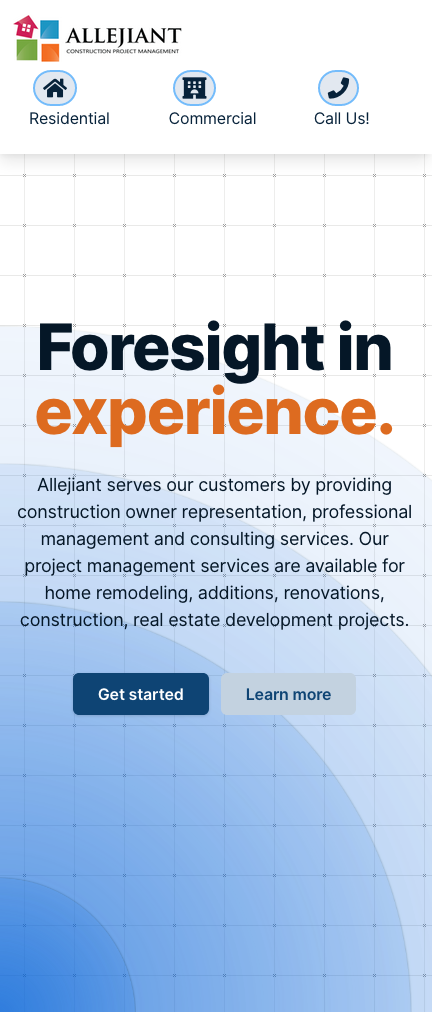 ALLEJIANT
CONSTRUCTION PROJECT MANAGEMENT
Residential
Commercial
Call Us!
Foresight in
experience.
Allejiant serves our customers by providing
construction owner representation, professional
management and consulting services. Our
project management services are available for
home remodeling, additions, renovations,
construction, real estate development projects.
Get started
Learn more